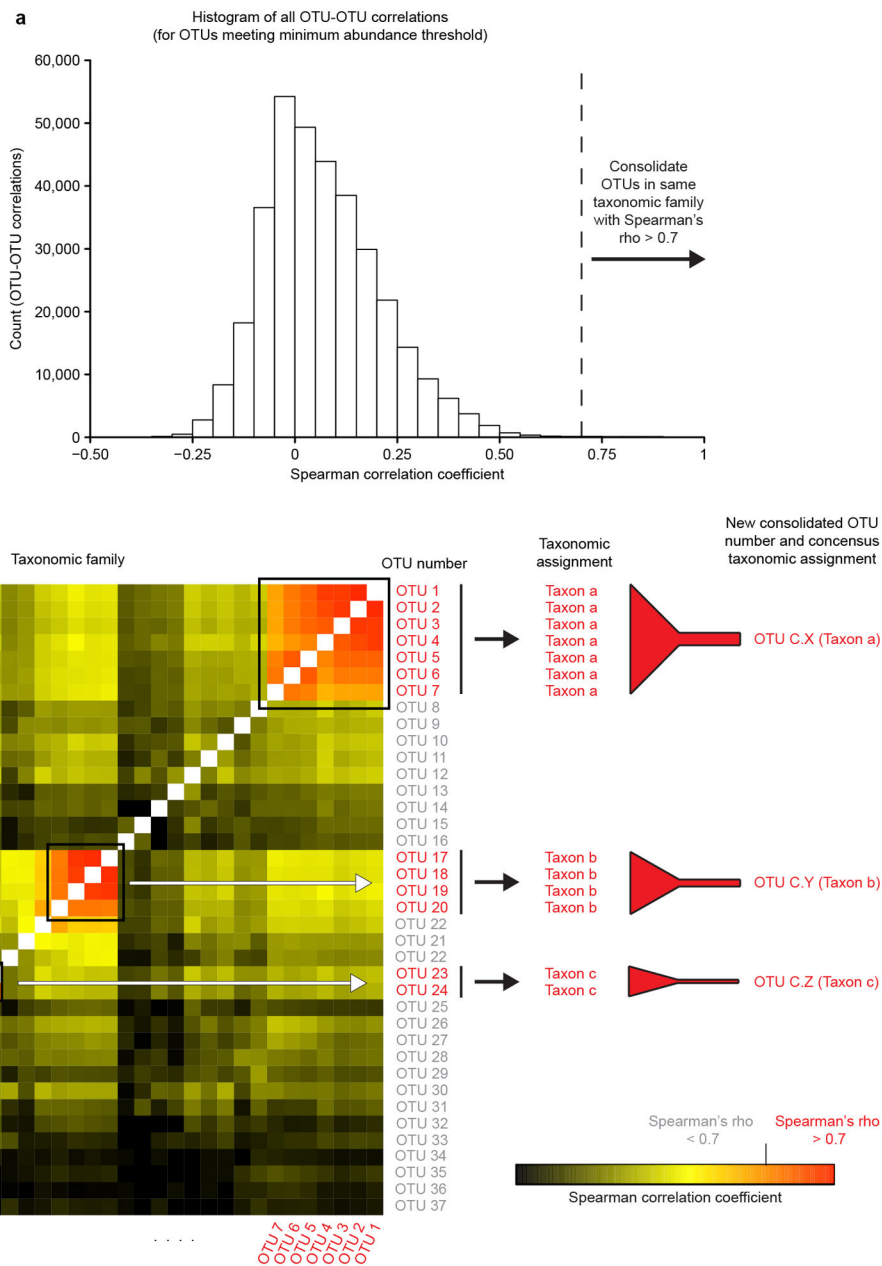 a
Histogram of all OTU-OTU correlations
(for OTUs meeting minimum abundance threshold)
60,000
50,000
40,000
30,000
20,000
10,000
0
Count (OTU-OTU correlations)
−0.50
−0.25
0
0.25
0.50
0.75
1
Spearman correlation coefficient
Consolidate
OTUs in same
taxonomic family
with Spearman's
rho > 0.7
Taxonomic family
OTU number
Taxonomic
assignment
New consolidated OTU
number and concensus
taxonomic assignment
OTU 1
OTU 2
OTU 3
OTU 4
OTU 5
OTU 6
OTU 7
OTU 8
OTU 9
OTU 10
OTU 11
OTU 12
OTU 13
OTU 14
OTU 15
OTU 16
OTU 17
OTU 18
OTU 19
OTU 20
OTU 22
OTU 21
OTU 22
OTU 23
OTU 24
OTU 25
OTU 26
OTU 27
OTU 28
OTU 29
OTU 30
OTU 31
OTU 32
OTU 33
OTU 34
OTU 35
OTU 36
OTU 37
Taxon a
Taxon a
Taxon a
Taxon a
Taxon a
Taxon a
Taxon a
OTU C.X (Taxon a)
Taxon b
Taxon b
Taxon b
Taxon b
OTU C.Y (Taxon b)
Taxon c
Taxon c
OTU C.Z (Taxon c)
Spearman's rho
< 0.7
Spearman's rho
> 0.7
Spearman correlation coefficient
. . . .
OTU 7
OTU 6
OTU 5
OTU 4
OTU 3
OTU 2
OTU 1